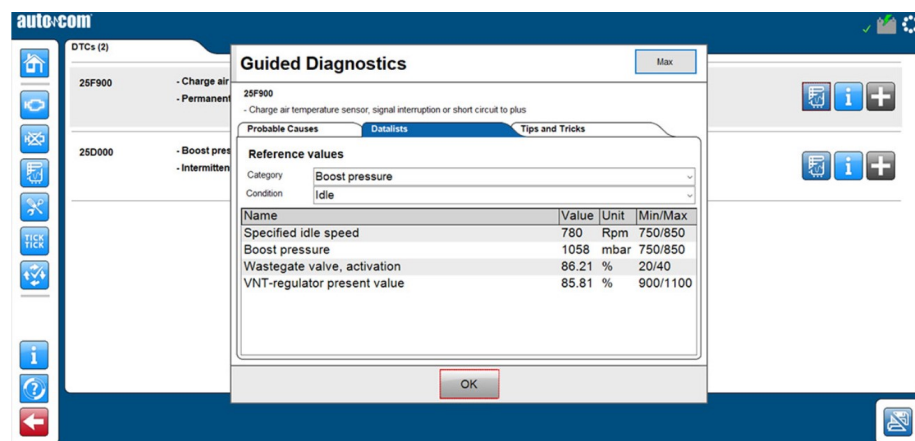 autocom
DTCs (2)
25F900
- Charge air
- Permanent
25D000
- Boost pres
- Intermitten
TICK
TICK
Guided Diagnostics
Max
25F900
- Charge air temperature sensor, signal interruption or short circuit to plus
Probable Causes Datalists Tips and Tricks
Reference values
Category Boost pressure
Condition Idle
Name Value Unit Min/Max
Specified idle speed 780 Rpm 750/850
Boost pressure 1058 mbar 750/850
Wastegate valve, activation 86.21 % 20/40
VNT-regulator present value 85.81 % 900/1100
OK